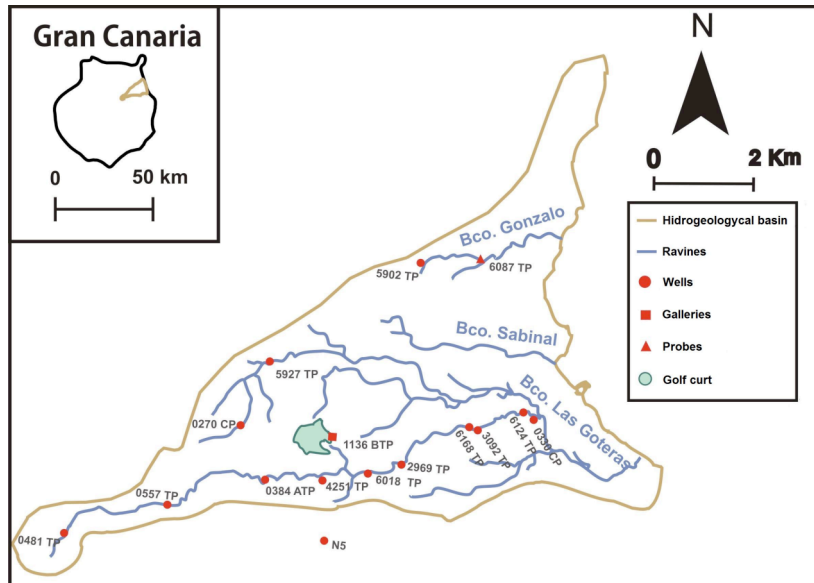 Gran Canaria
0
50 km
N
0
2 Km
Hidrogeologycal basin
Ravines
Wells
Galleries
Probes
Golf curt
Bco. Gonzalo
5902 TP
6087 TP
Bco. Sabinal
5927 TP
Bco. Las Goteras
0270 CP
1136 BTP
6168 TP
3092 TP
6124 TP
0330 CP
2969 TP
0384 ATP
4251 TP
6018 TP
0557 TP
0481 TP
N5